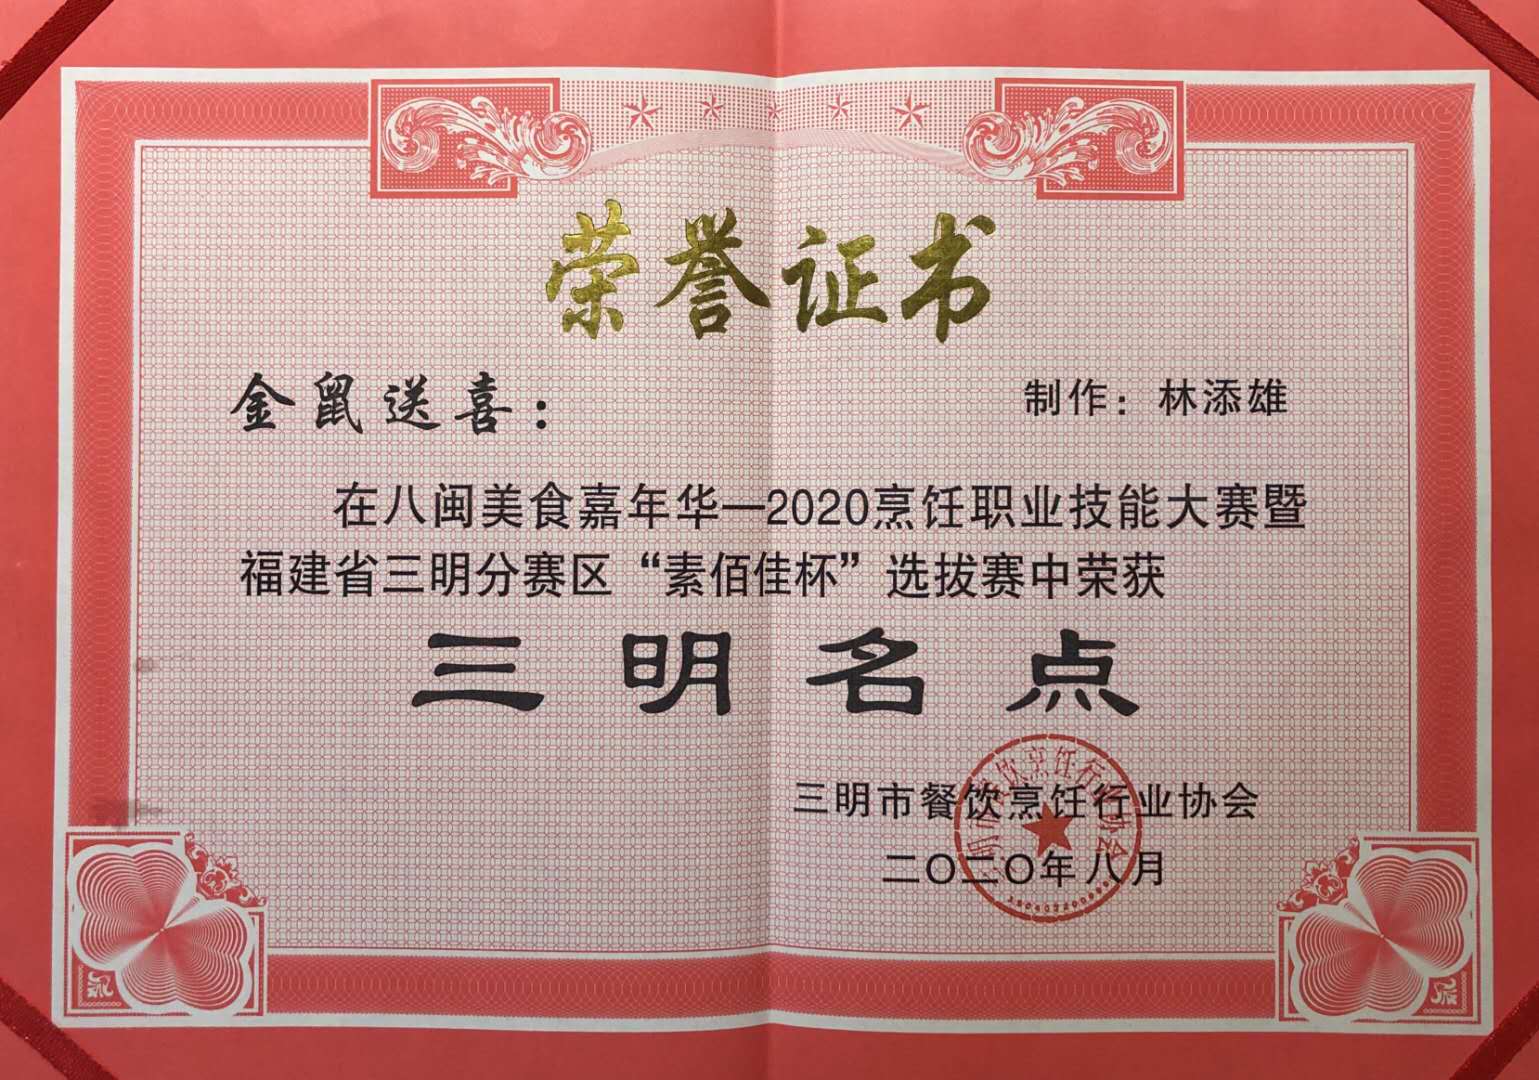 荣誉证书
金鼠送喜：
制作：林添雄
在八闽美食嘉年华—2020烹饪职业技能大赛暨
福建省三明分赛区“素佰佳杯”选拔赛中荣获
三明名点
三明市餐饮烹饪行业协会
二〇二〇年八月